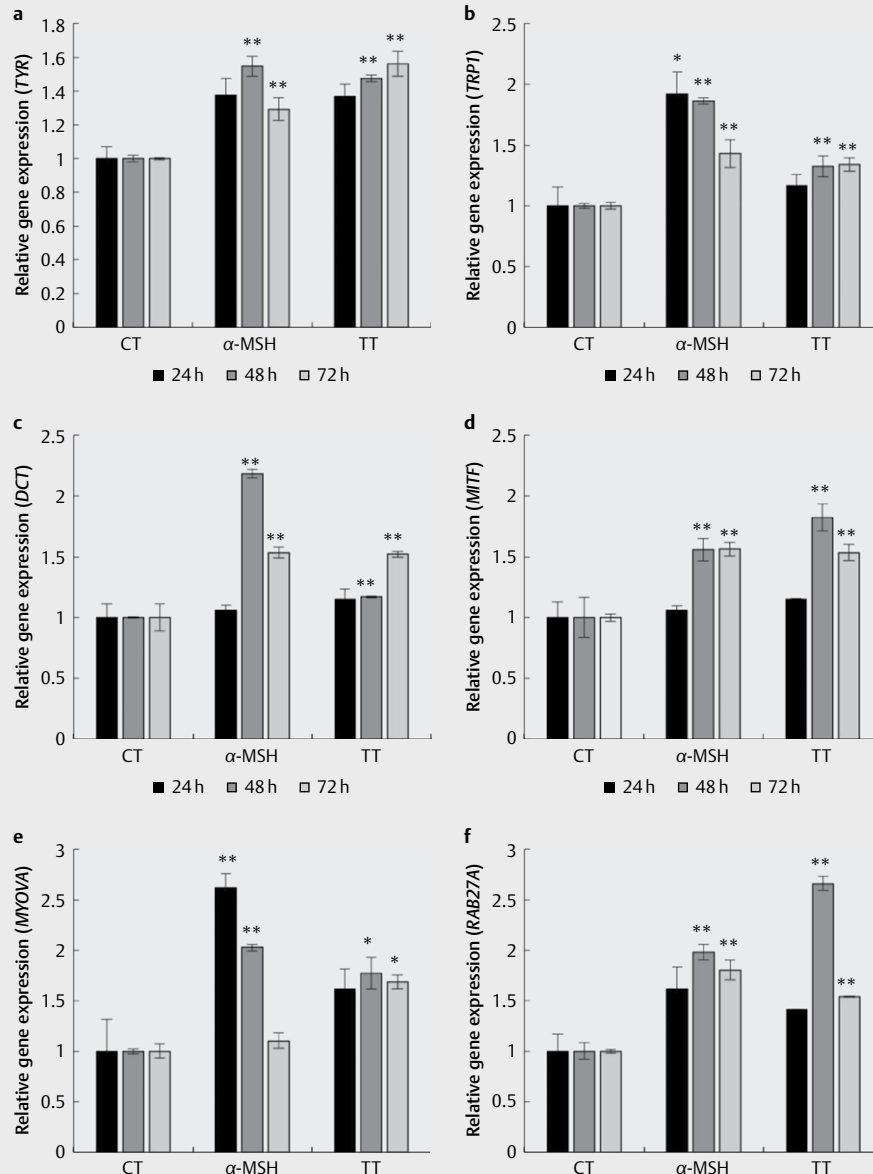 a
Relative gene expression (TYR)
1.8
1.6
1.4
1.2
1
0.8
0.6
0.4
0.2
0
** ** ** **
CT α-MSH TT
24 h 48 h 72 h
b
Relative gene expression (TRP1)
2.5
2
1.5
1
0.5
0
* ** ** ** **
CT α-MSH TT
24 h 48 h 72 h
c
Relative gene expression (DCT)
2.5
2
1.5
1
0.5
0
** ** ** **
CT α-MSH TT
24 h 48 h 72 h
d
Relative gene expression (MITF)
2.5
2
1.5
1
0.5
0
** ** ** **
CT α-MSH TT
24 h 48 h 72 h
e
Relative gene expression (MYOVA)
3
2.5
2
1.5
1
0.5
0
** ** * *
CT α-MSH TT
f
Relative gene expression (RAB27A)
3
2.5
2
1.5
1
0.5
0
** ** ** **
CT α-MSH TT